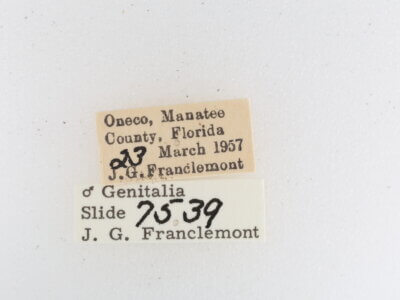 Oneco, Manatee
County, Florida
23 March 1957
J. G. Franclemont
♂ Genitalia
Slide 7539
J. G. Franclemont